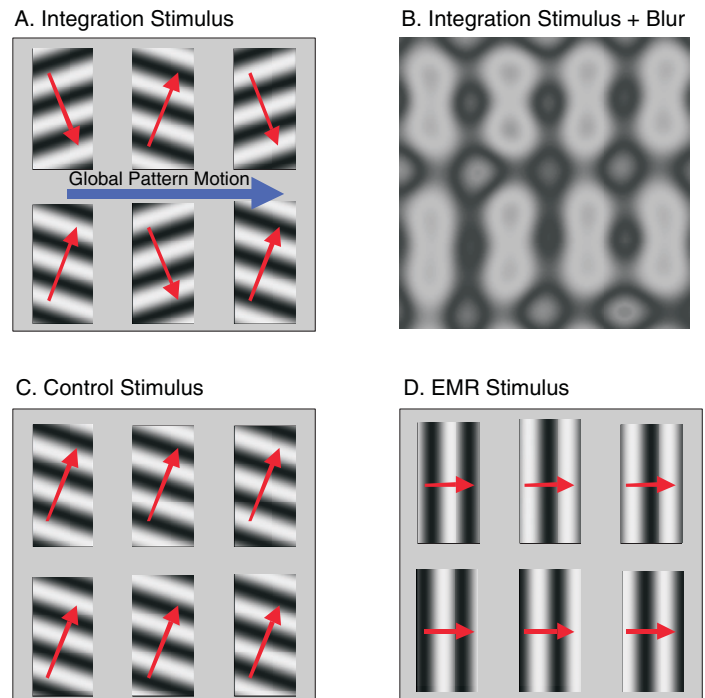 A. Integration Stimulus
B. Integration Stimulus + Blur
Global Pattern Motion
C. Control Stimulus
D. EMR Stimulus